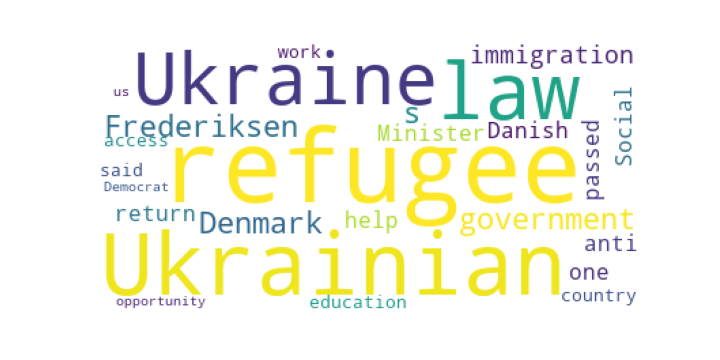 work
immigration
Ukraine
law
us
s
Social
Frederiksen
Minister
Danish
passed
access
refugee
said
Democrat
return
Denmark
help
government
Ukrainian
anti
one
country
opportunity
education